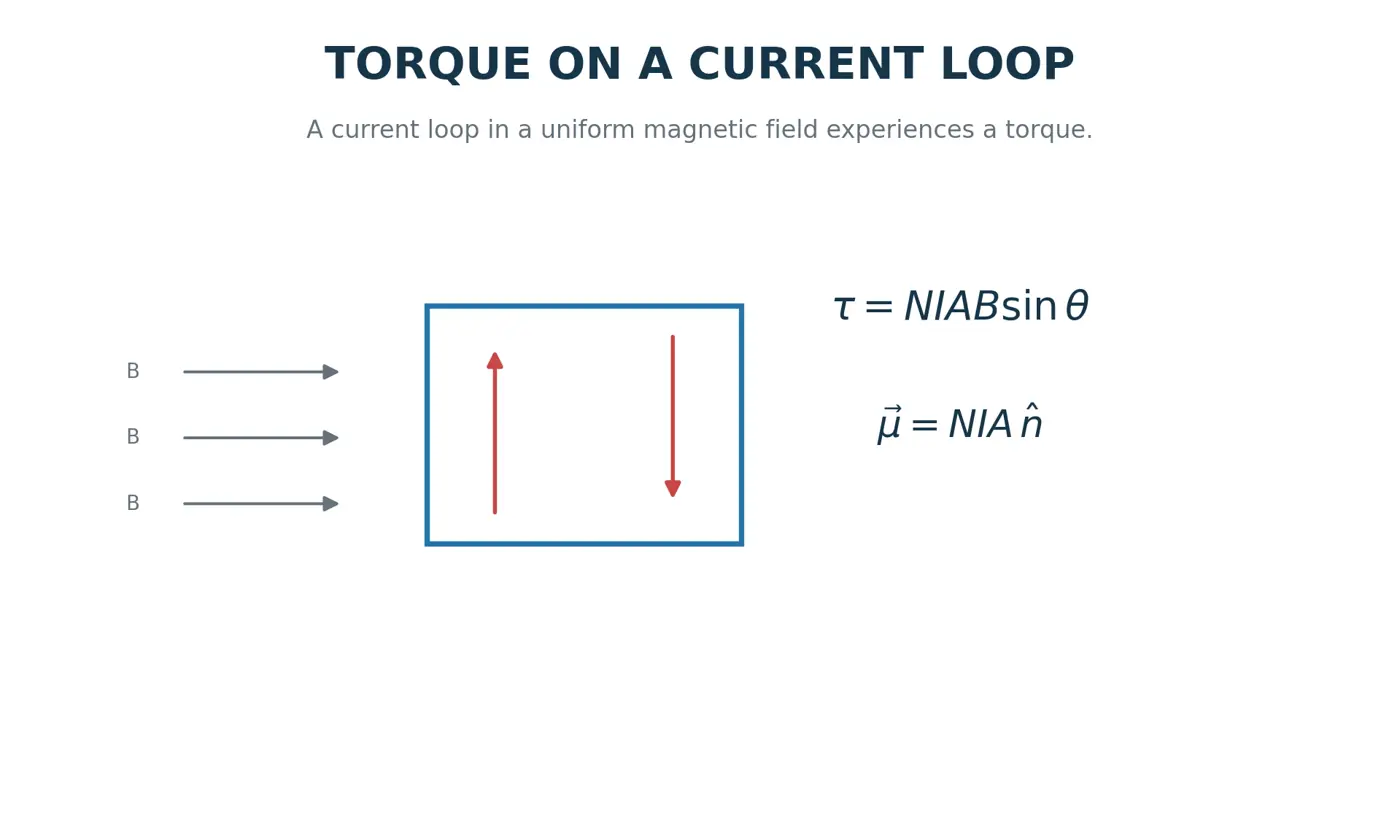 TORQUE ON A CURRENT LOOP
A current loop in a uniform magnetic field experiences a torque.
τ = NIAB sin θ
B
μ⃗ = NIA n̂
B
B